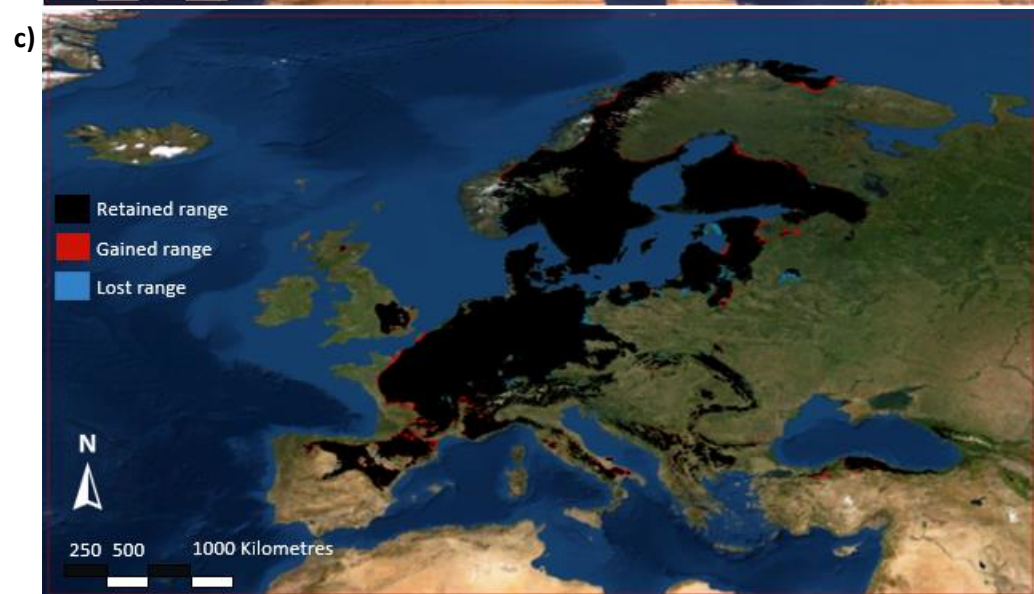 c)
Retained range
Gained range
Lost range
N
250 500 1000 Kilometres